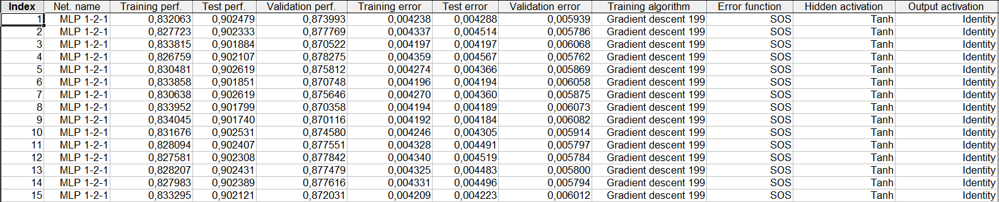 Index Net. name Training perf. Test perf. Validation perf. Training error Test error Validation error Training algorithm Error function Hidden activation Output activation
1 MLP 1-2-1 0,832063 0,902479 0,873993 0,004238 0,004288 0,005939 Gradient descent 199 SOS Tanh Identity
2 MLP 1-2-1 0,827723 0,902333 0,877769 0,004337 0,004514 0,005786 Gradient descent 199 SOS Tanh Identity
3 MLP 1-2-1 0,833815 0,901884 0,870522 0,004197 0,004197 0,006068 Gradient descent 199 SOS Tanh Identity
4 MLP 1-2-1 0,826759 0,902107 0,878275 0,004359 0,004567 0,005762 Gradient descent 199 SOS Tanh Identity
5 MLP 1-2-1 0,830481 0,902619 0,875812 0,004274 0,004366 0,005869 Gradient descent 199 SOS Tanh Identity
6 MLP 1-2-1 0,833858 0,901851 0,870748 0,004196 0,004194 0,006058 Gradient descent 199 SOS Tanh Identity
7 MLP 1-2-1 0,830638 0,902619 0,875646 0,004270 0,004360 0,005875 Gradient descent 199 SOS Tanh Identity
8 MLP 1-2-1 0,833952 0,901799 0,870358 0,004194 0,004189 0,006073 Gradient descent 199 SOS Tanh Identity
9 MLP 1-2-1 0,834045 0,901740 0,870116 0,004192 0,004184 0,006082 Gradient descent 199 SOS Tanh Identity
10 MLP 1-2-1 0,831676 0,902531 0,874580 0,004246 0,004305 0,005914 Gradient descent 199 SOS Tanh Identity
11 MLP 1-2-1 0,828094 0,902407 0,877551 0,004328 0,004491 0,005797 Gradient descent 199 SOS Tanh Identity
12 MLP 1-2-1 0,827581 0,902308 0,877842 0,004340 0,004519 0,005784 Gradient descent 199 SOS Tanh Identity
13 MLP 1-2-1 0,828207 0,902431 0,877479 0,004325 0,004483 0,005800 Gradient descent 199 SOS Tanh Identity
14 MLP 1-2-1 0,827983 0,902389 0,877616 0,004331 0,004496 0,005794 Gradient descent 199 SOS Tanh Identity
15 MLP 1-2-1 0,833295 0,902121 0,872031 0,004209 0,004223 0,006012 Gradient descent 199 SOS Tanh Identity